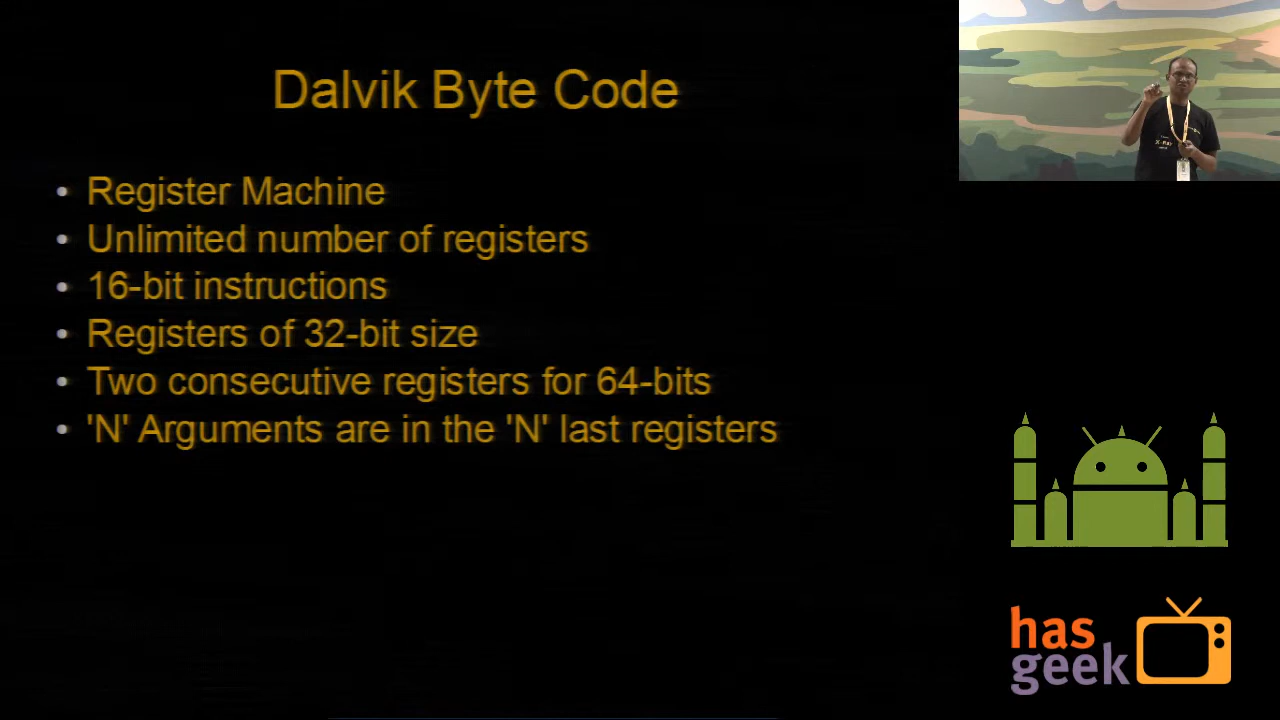 Dalvik Byte Code
• Register Machine
• Unlimited number of registers
• 16-bit instructions
• Registers of 32-bit size
• Two consecutive registers for 64-bits
• 'N' Arguments are in the 'N' last registers
has
geek